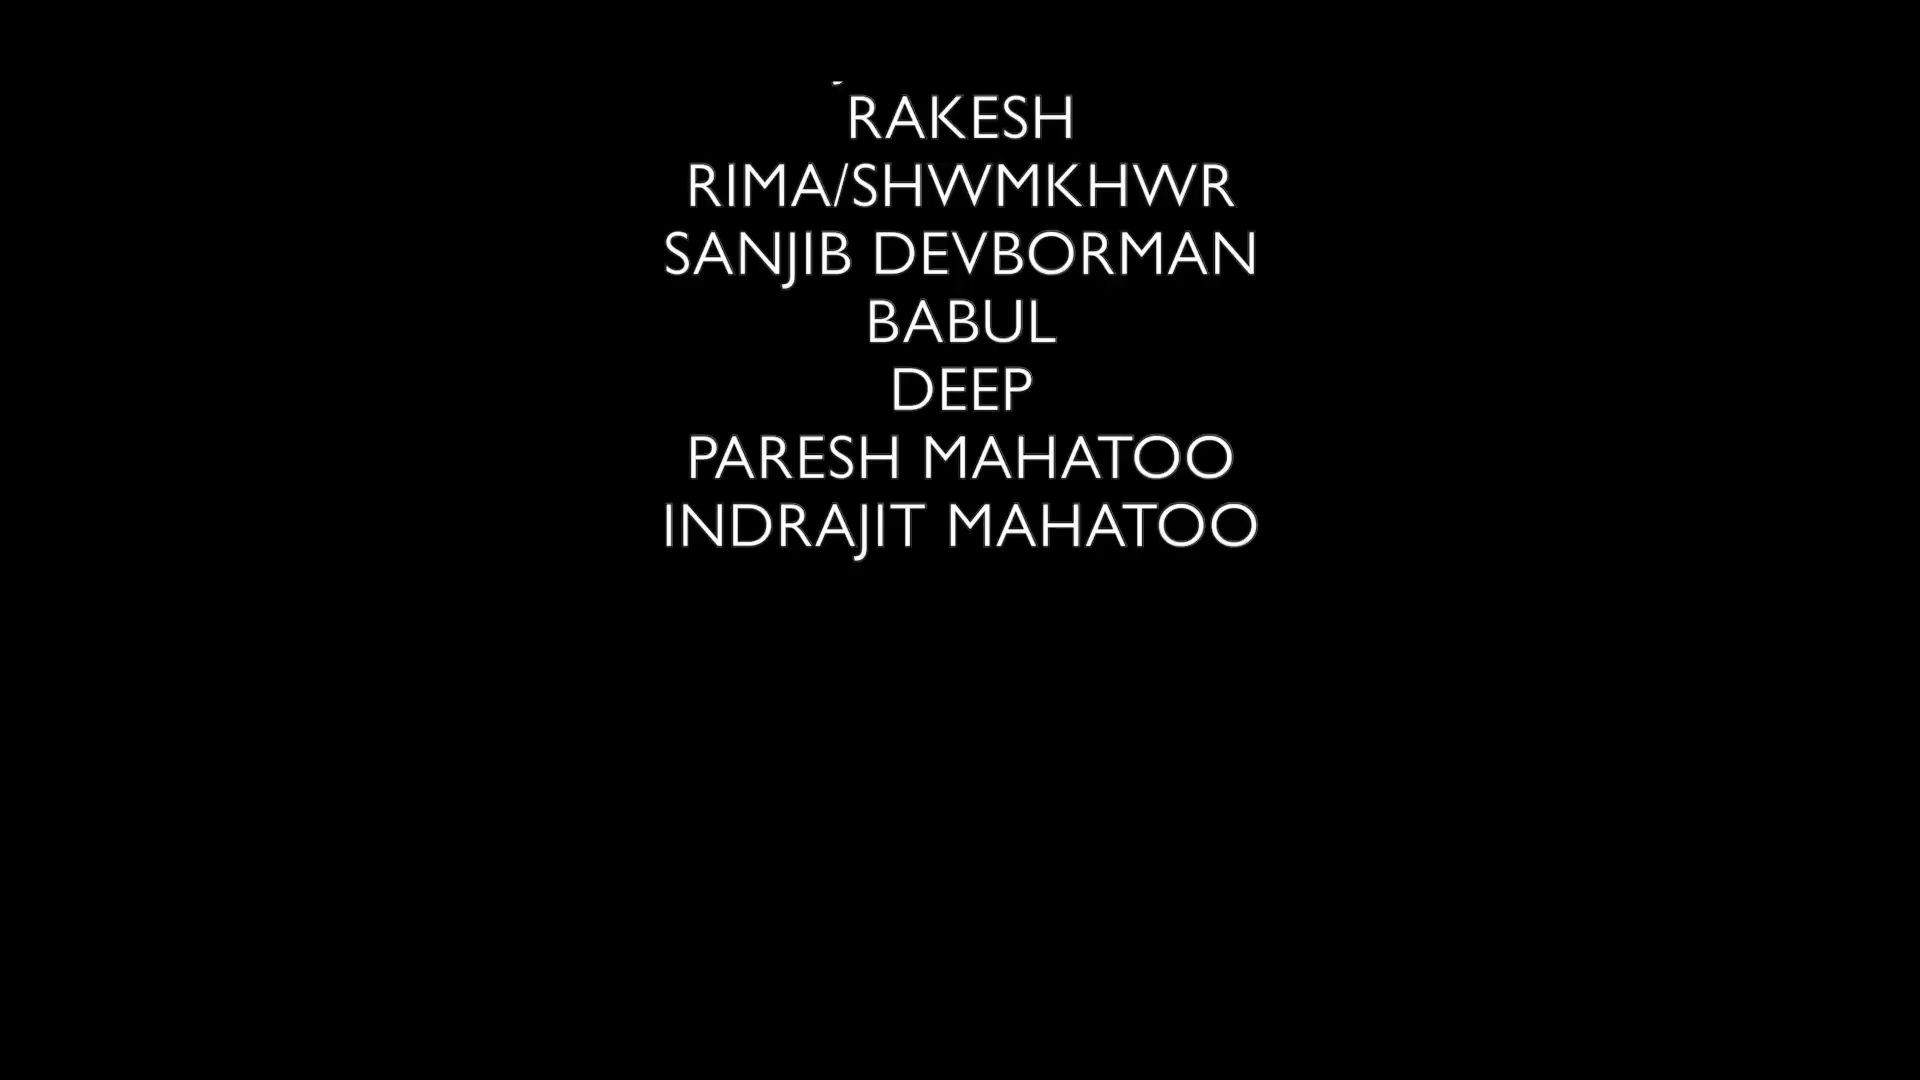 RAKESH
RIMA/SHWMKHWR
SANJIB DEVBORMAN
BABUL
DEEP
PARESH MAHATOO
INDRAJIT MAHATOO